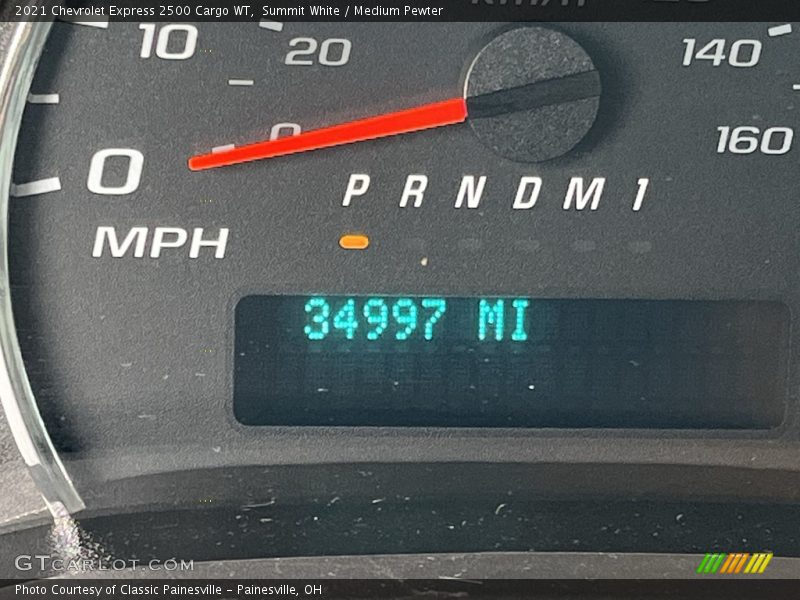 2021 Chevrolet Express 2500 Cargo WT, Summit White / Medium Pewter
10
20
140
0
0
160
P R N D M 1
MPH
34997 MI
GTCARLOT.COM
Photo Courtesy of Classic Painesville - Painesville, OH